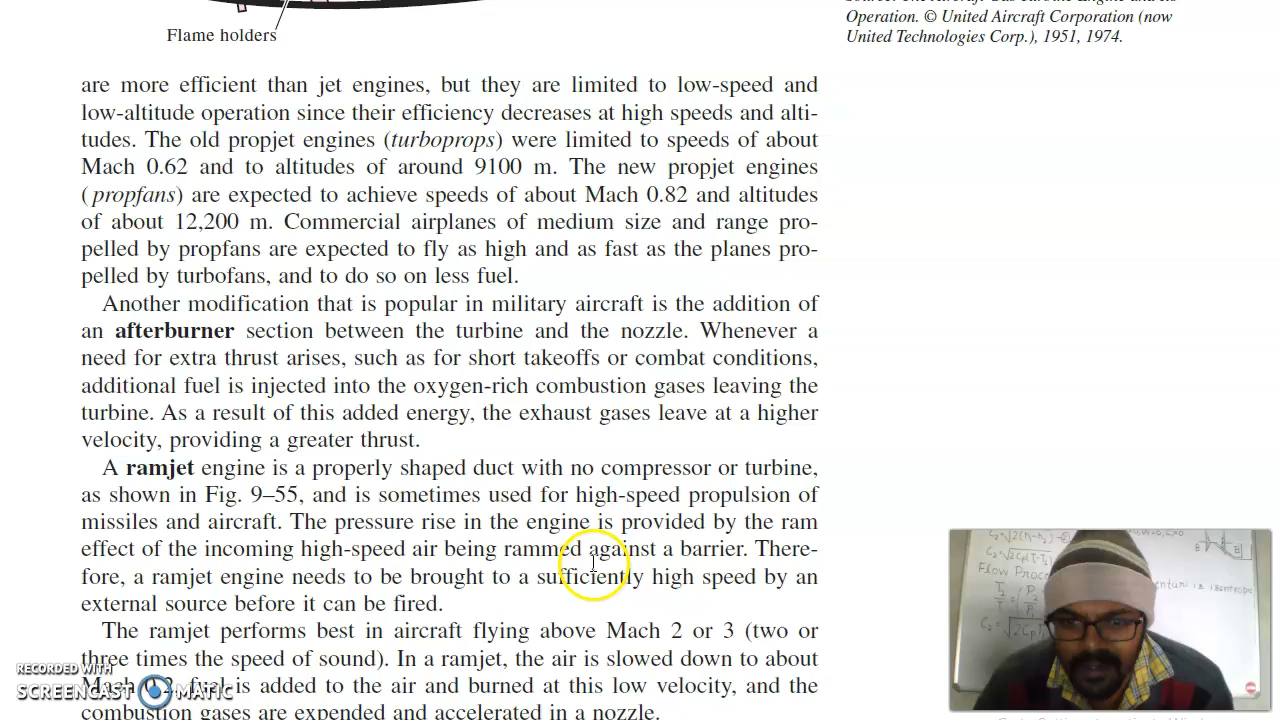 Flame holders
Operation. © United Aircraft Corporation (now
United Technologies Corp.), 1951, 1974.
are more efficient than jet engines, but they are limited to low-speed and
low-altitude operation since their efficiency decreases at high speeds and alti-
tudes. The old propjet engines (turboprops) were limited to speeds of about
Mach 0.62 and to altitudes of around 9100 m. The new propjet engines
(propfans) are expected to achieve speeds of about Mach 0.82 and altitudes
of about 12,200 m. Commercial airplanes of medium size and range pro-
pelled by propfans are expected to fly as high and as fast as the planes pro-
pelled by turbofans, and to do so on less fuel.
Another modification that is popular in military aircraft is the addition of
an afterburner section between the turbine and the nozzle. Whenever a
need for extra thrust arises, such as for short takeoffs or combat conditions,
additional fuel is injected into the oxygen-rich combustion gases leaving the
turbine. As a result of this added energy, the exhaust gases leave at a higher
velocity, providing a greater thrust.
A ramjet engine is a properly shaped duct with no compressor or turbine,
as shown in Fig. 9–55, and is sometimes used for high-speed propulsion of
missiles and aircraft. The pressure rise in the engine is provided by the ram
effect of the incoming high-speed air being rammed against a barrier. There-
fore, a ramjet engine needs to be brought to a sufficiently high speed by an
external source before it can be fired.
The ramjet performs best in aircraft flying above Mach 2 or 3 (two or
three times the speed of sound). In a ramjet, the air is slowed down to about
Mach 0.2, fuel is added to the air and burned at this low velocity, and the
combustion gases are expended and accelerated in a nozzle.
RECORDED WITH
SCREENCAST MATIC
Flow Proce